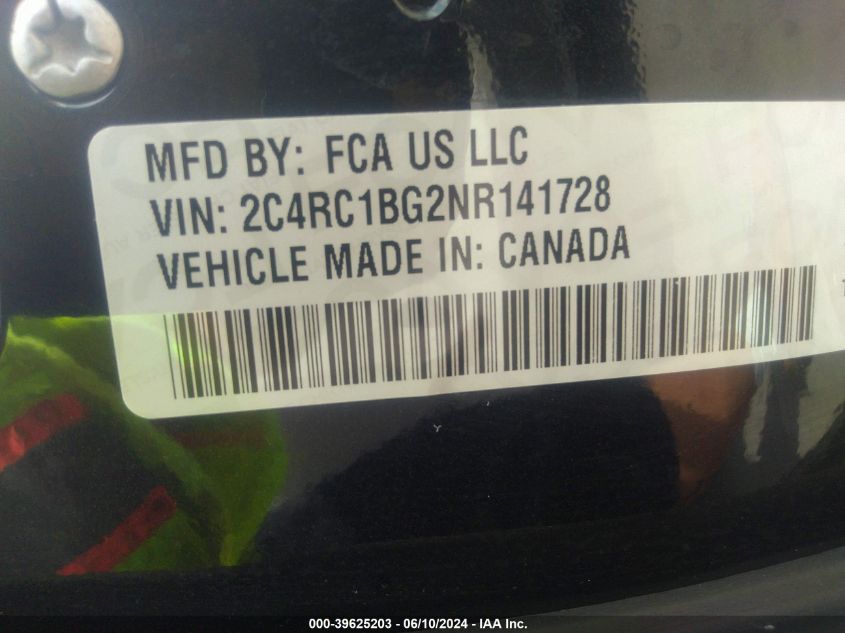 MFD BY: FCA US LLC
VIN: 2C4RC1BG2NR141728
VEHICLE MADE IN: CANADA
000-39625203 - 06/10/2024 - IAA Inc.